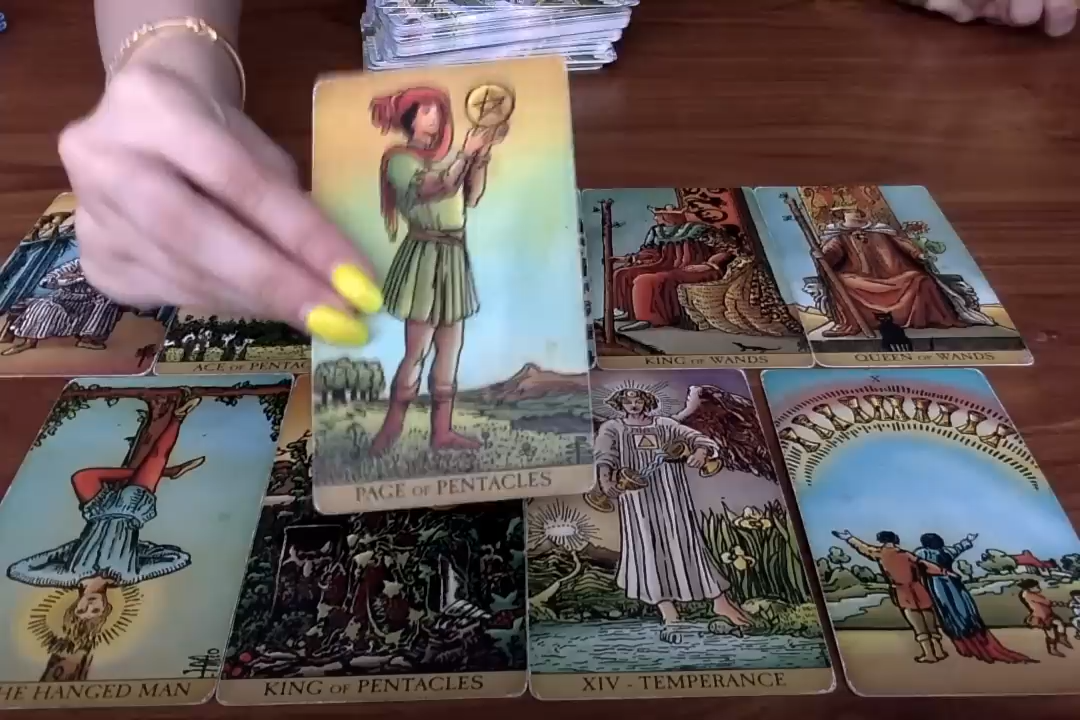 PAGE OF PENTACLES
ACE OF PENTAC
KING OF WANDS
QUEEN OF WANDS
X
HE HANGED MAN
KING OF PENTACLES
XIV - TEMPERANCE